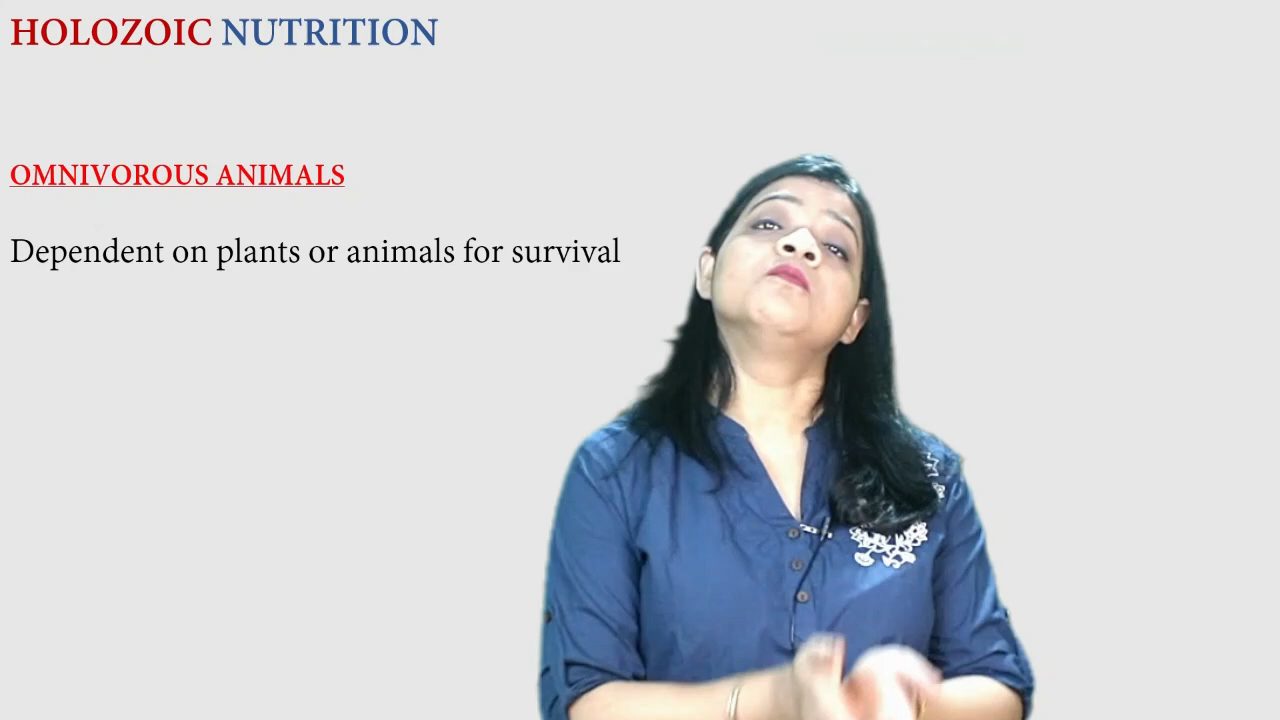 HOLOZOIC NUTRITION
OMNIVOROUS ANIMALS
Dependent on plants or animals for survival